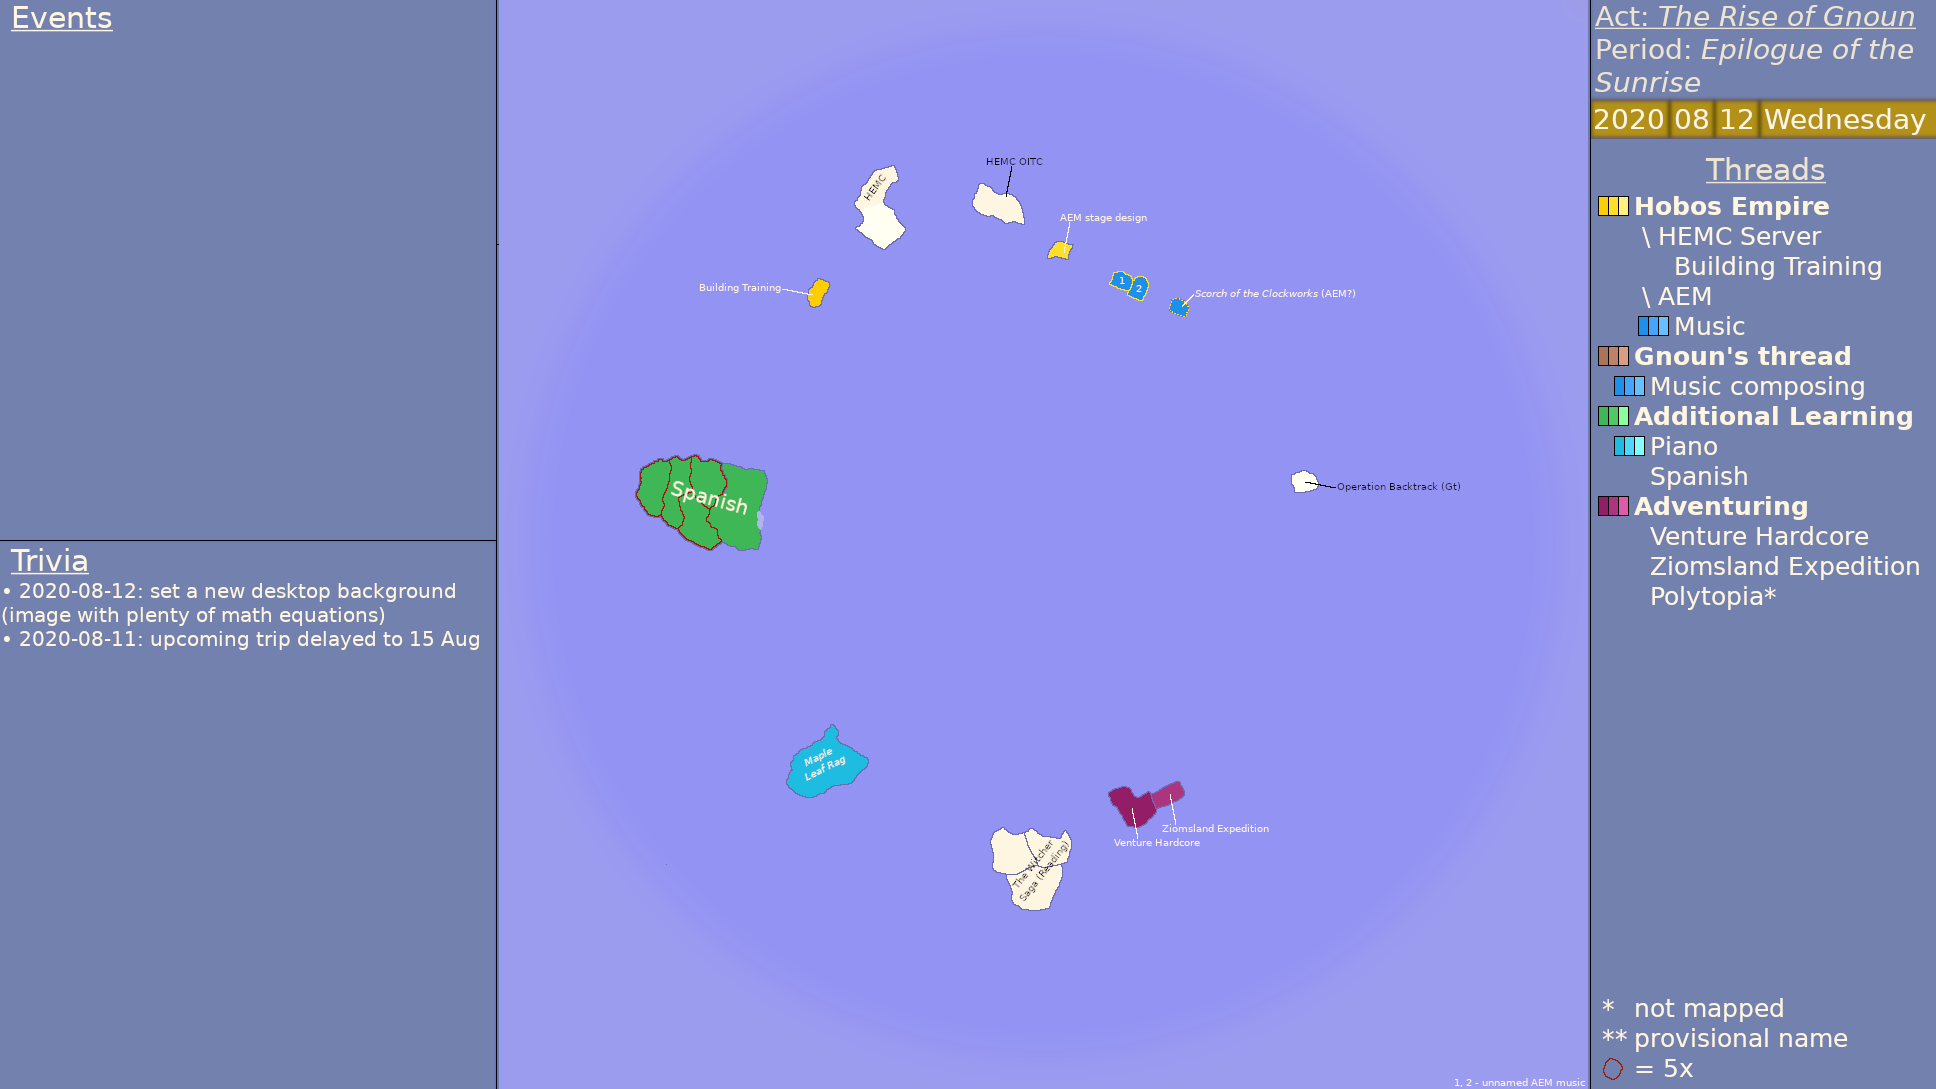 Events
Trivia
• 2020-08-12: set a new desktop background
(image with plenty of math equations)
• 2020-08-11: upcoming trip delayed to 15 Aug
HEMC
HEMC OITC
AEM stage design
Building Training
1
2
Scorch of the Clockworks (AEM?)
Spanish
Operation Backtrack (Gt)
Maple
Leaf Rag
Ziomsland Expedition
Venture Hardcore
The Witcher
Saga (Reading)
1, 2 - unnamed AEM music
Act: The Rise of Gnoun
Period: Epilogue of the
Sunrise
2020 08 12 Wednesday
Threads
Hobos Empire
\ HEMC Server
Building Training
\ AEM
Music
Gnoun's thread
Music composing
Additional Learning
Piano
Spanish
Adventuring
Venture Hardcore
Ziomsland Expedition
Polytopia*
* not mapped
** provisional name
= 5x